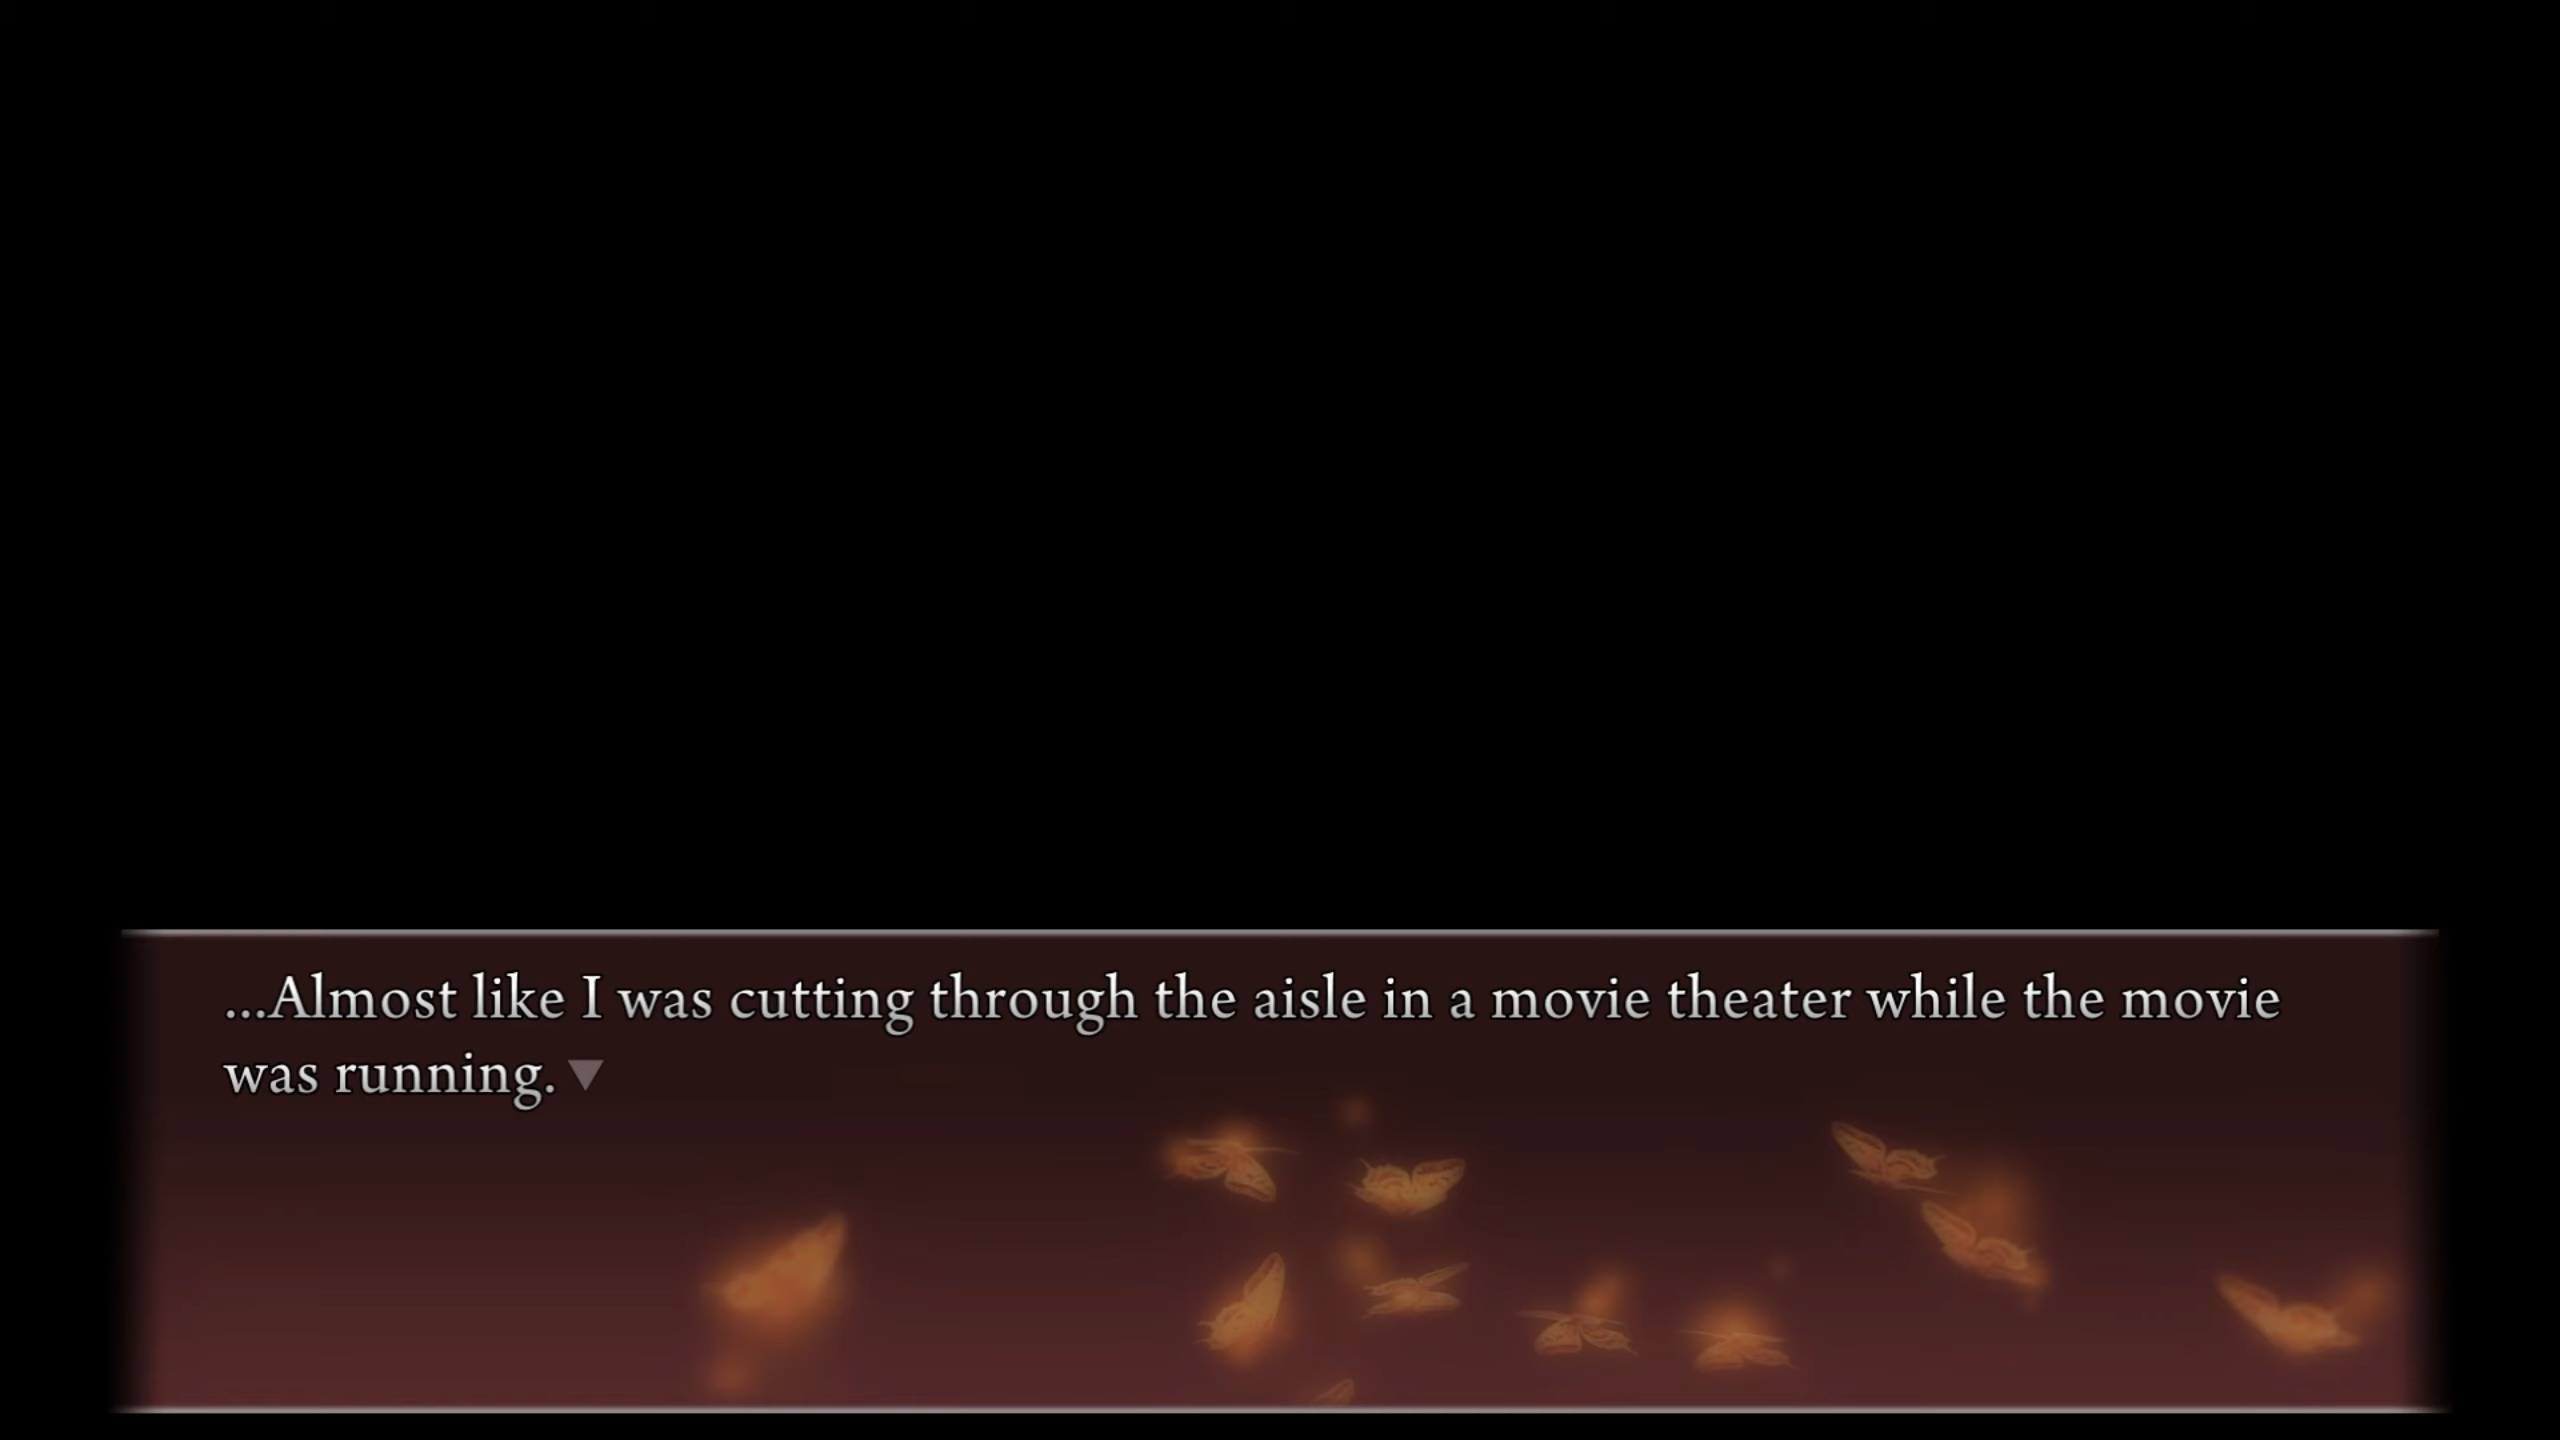 ...Almost like I was cutting through the aisle in a movie theater while the movie
was running.